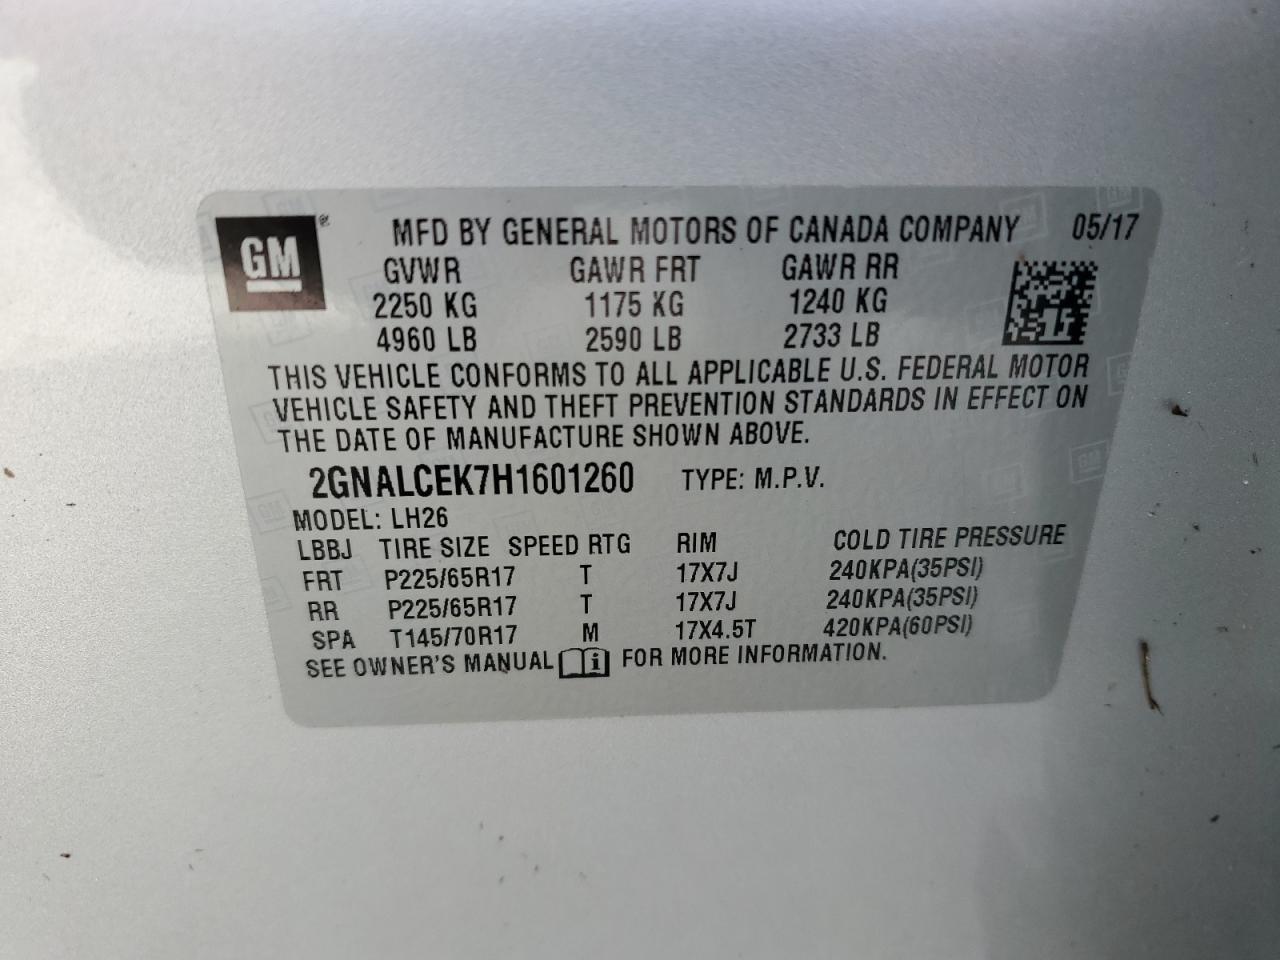 GM ® MFD BY GENERAL MOTORS OF CANADA COMPANY 05/17
GVWR GAWR FRT GAWR RR
2250 KG 1175 KG 1240 KG
4960 LB 2590 LB 2733 LB
THIS VEHICLE CONFORMS TO ALL APPLICABLE U.S. FEDERAL MOTOR
VEHICLE SAFETY AND THEFT PREVENTION STANDARDS IN EFFECT ON
THE DATE OF MANUFACTURE SHOWN ABOVE.
2GNALCEK7H1601260 TYPE: M.P.V.
MODEL: LH26
LBBJ TIRE SIZE SPEED RTG RIM COLD TIRE PRESSURE
FRT P225/65R17 T 17X7J 240KPA(35PSI)
RR P225/65R17 T 17X7J 240KPA(35PSI)
SPA T145/70R17 M 17X4.5T 420KPA(60PSI)
SEE OWNER'S MANUAL i FOR MORE INFORMATION.